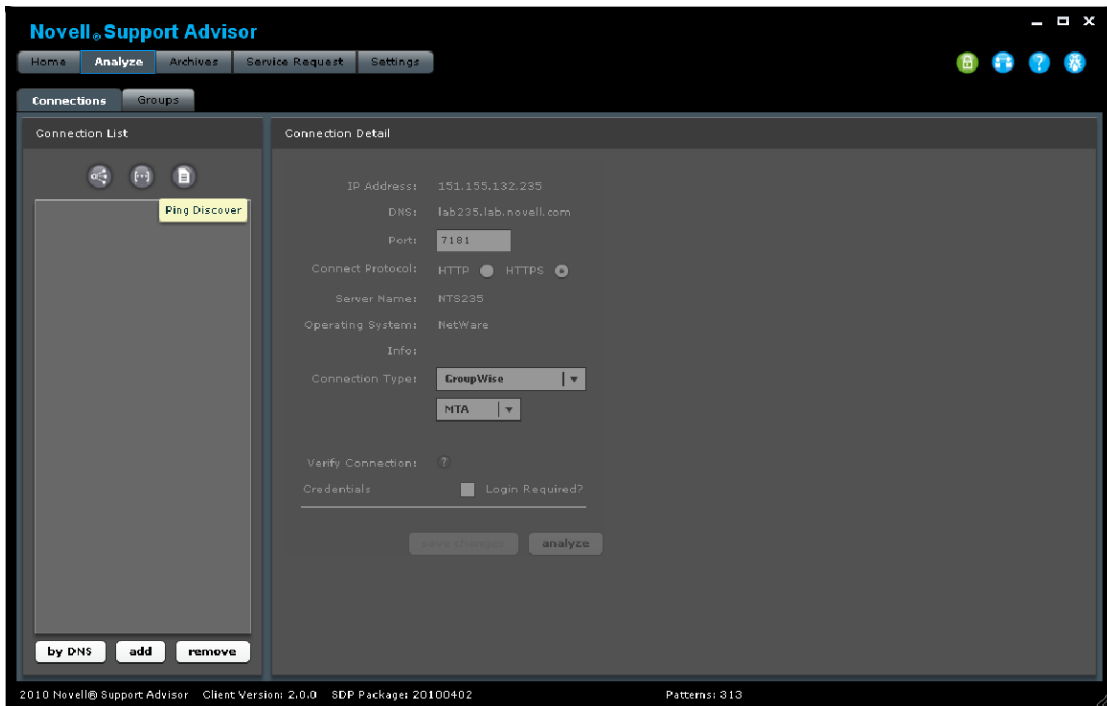 Novell® Support Advisor
Home Analyze Archives Service Request Settings
Connections Groups
Connection List
Connection Detail
Ping Discover
IP Address: 151.155.132.235
DNS: lab235.lab.novell.com
Port: 7181
Connect Protocol: HTTP HTTPS
Server Name: NTS235
Operating System: NetWare
Info:
Connection Type: GroupWise
MTA
Verify Connection: ?
Credentials Login Required?
save changes analyze
by DNS add remove
2010 Novell® Support Advisor Client Version: 2.0.0 SDP Package: 20100402 Patterns: 313